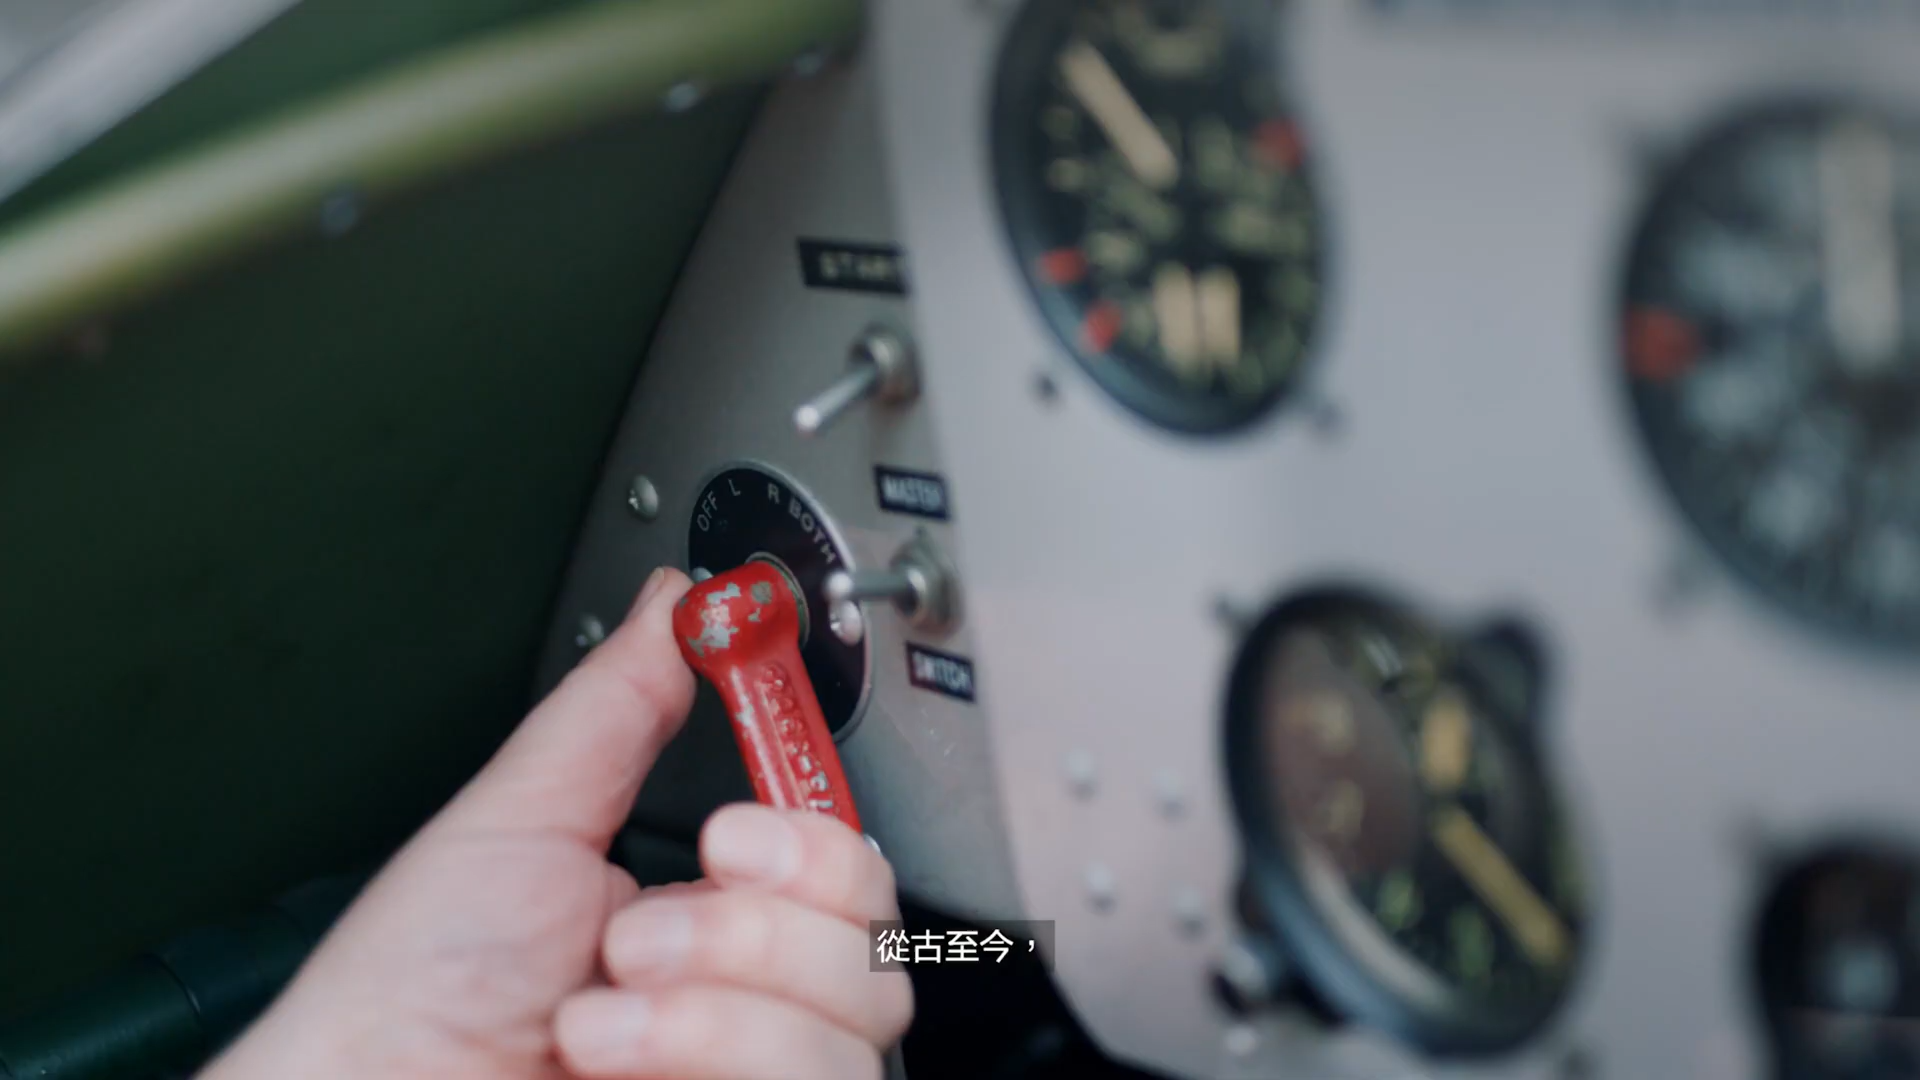 START
MASTER
OFF L R BOTH
SWITCH
從古至今，